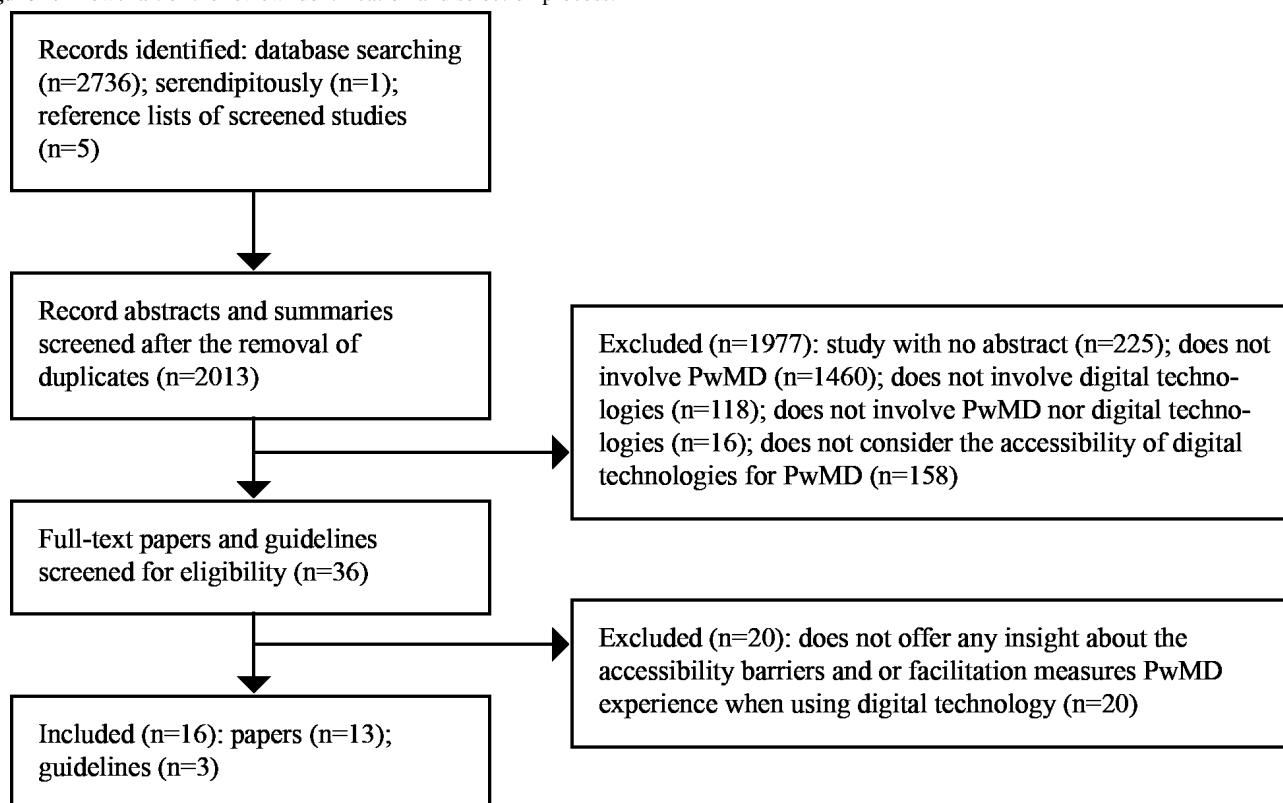 Records identified: database searching
(n=2736); serendipitously (n=1);
reference lists of screened studies
(n=5)
Record abstracts and summaries
screened after the removal of
duplicates (n=2013)
Excluded (n=1977): study with no abstract (n=225); does not
involve PwMD (n=1460); does not involve digital techno-
logies (n=118); does not involve PwMD nor digital techno-
logies (n=16); does not consider the accessibility of digital
technologies for PwMD (n=158)
Full-text papers and guidelines
screened for eligibility (n=36)
Excluded (n=20): does not offer any insight about the
accessibility barriers and or facilitation measures PwMD
experience when using digital technology (n=20)
Included (n=16): papers (n=13);
guidelines (n=3)